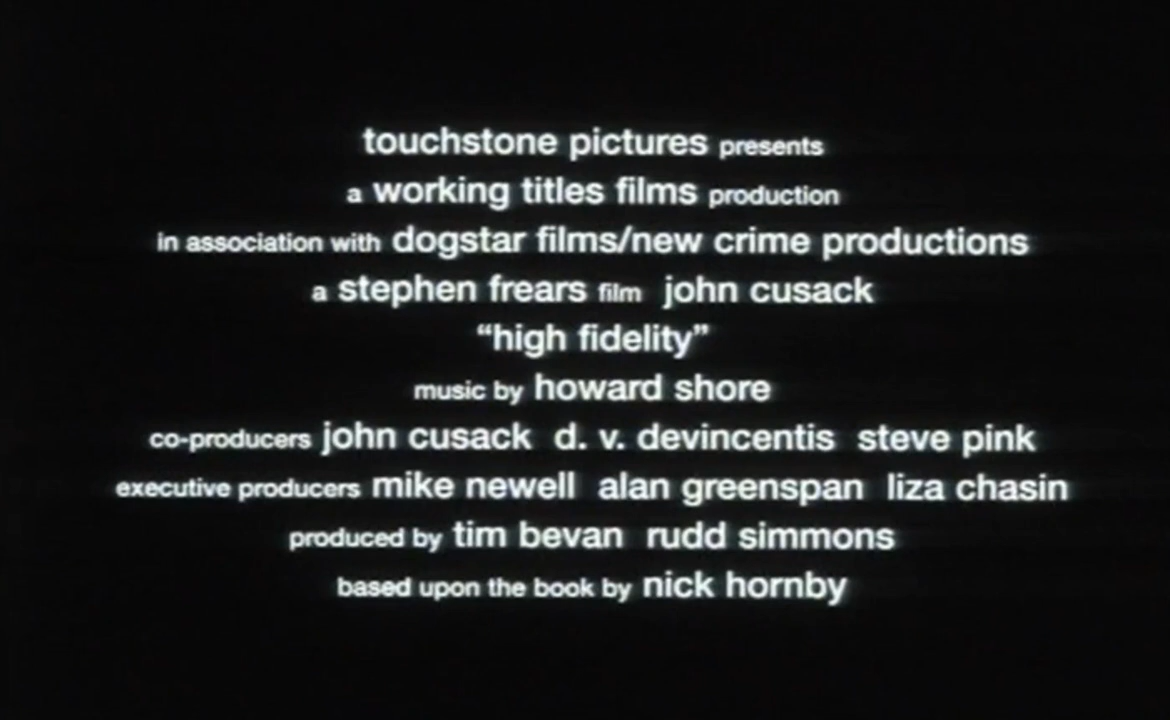 touchstone pictures presents
a working titles films production
in association with dogstar films/new crime productions
a stephen frears film john cusack
“high fidelity”
music by howard shore
co-producers john cusack d. v. devincentis steve pink
executive producers mike newell alan greenspan liza chasin
produced by tim bevan rudd simmons
based upon the book by nick hornby